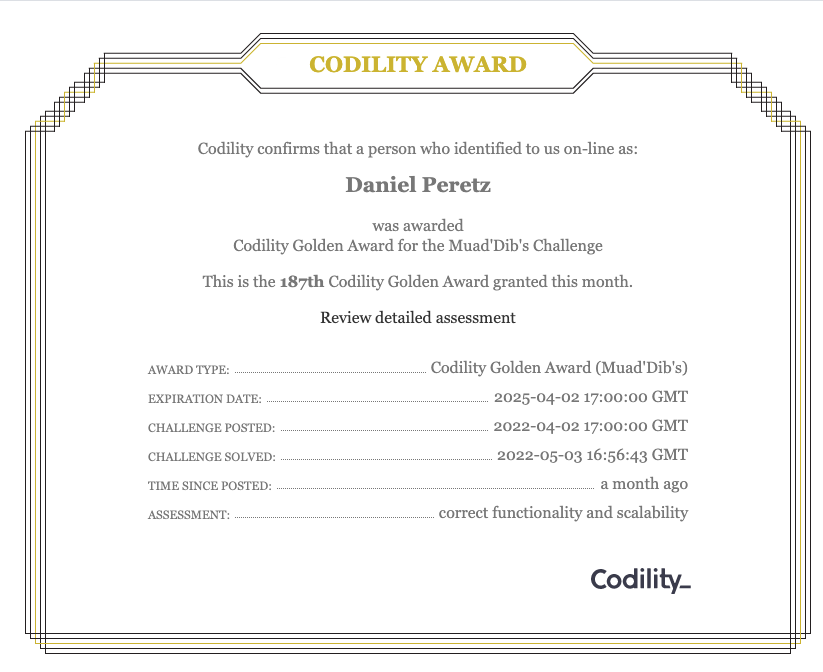 CODILITY AWARD
Codility confirms that a person who identified to us on-line as:
Daniel Peretz
was awarded
Codility Golden Award for the Muad'Dib's Challenge
This is the 187th Codility Golden Award granted this month.
Review detailed assessment
AWARD TYPE: Codility Golden Award (Muad'Dib's)
EXPIRATION DATE: 2025-04-02 17:00:00 GMT
CHALLENGE POSTED: 2022-04-02 17:00:00 GMT
CHALLENGE SOLVED: 2022-05-03 16:56:43 GMT
TIME SINCE POSTED: a month ago
ASSESSMENT: correct functionality and scalability
Codility_